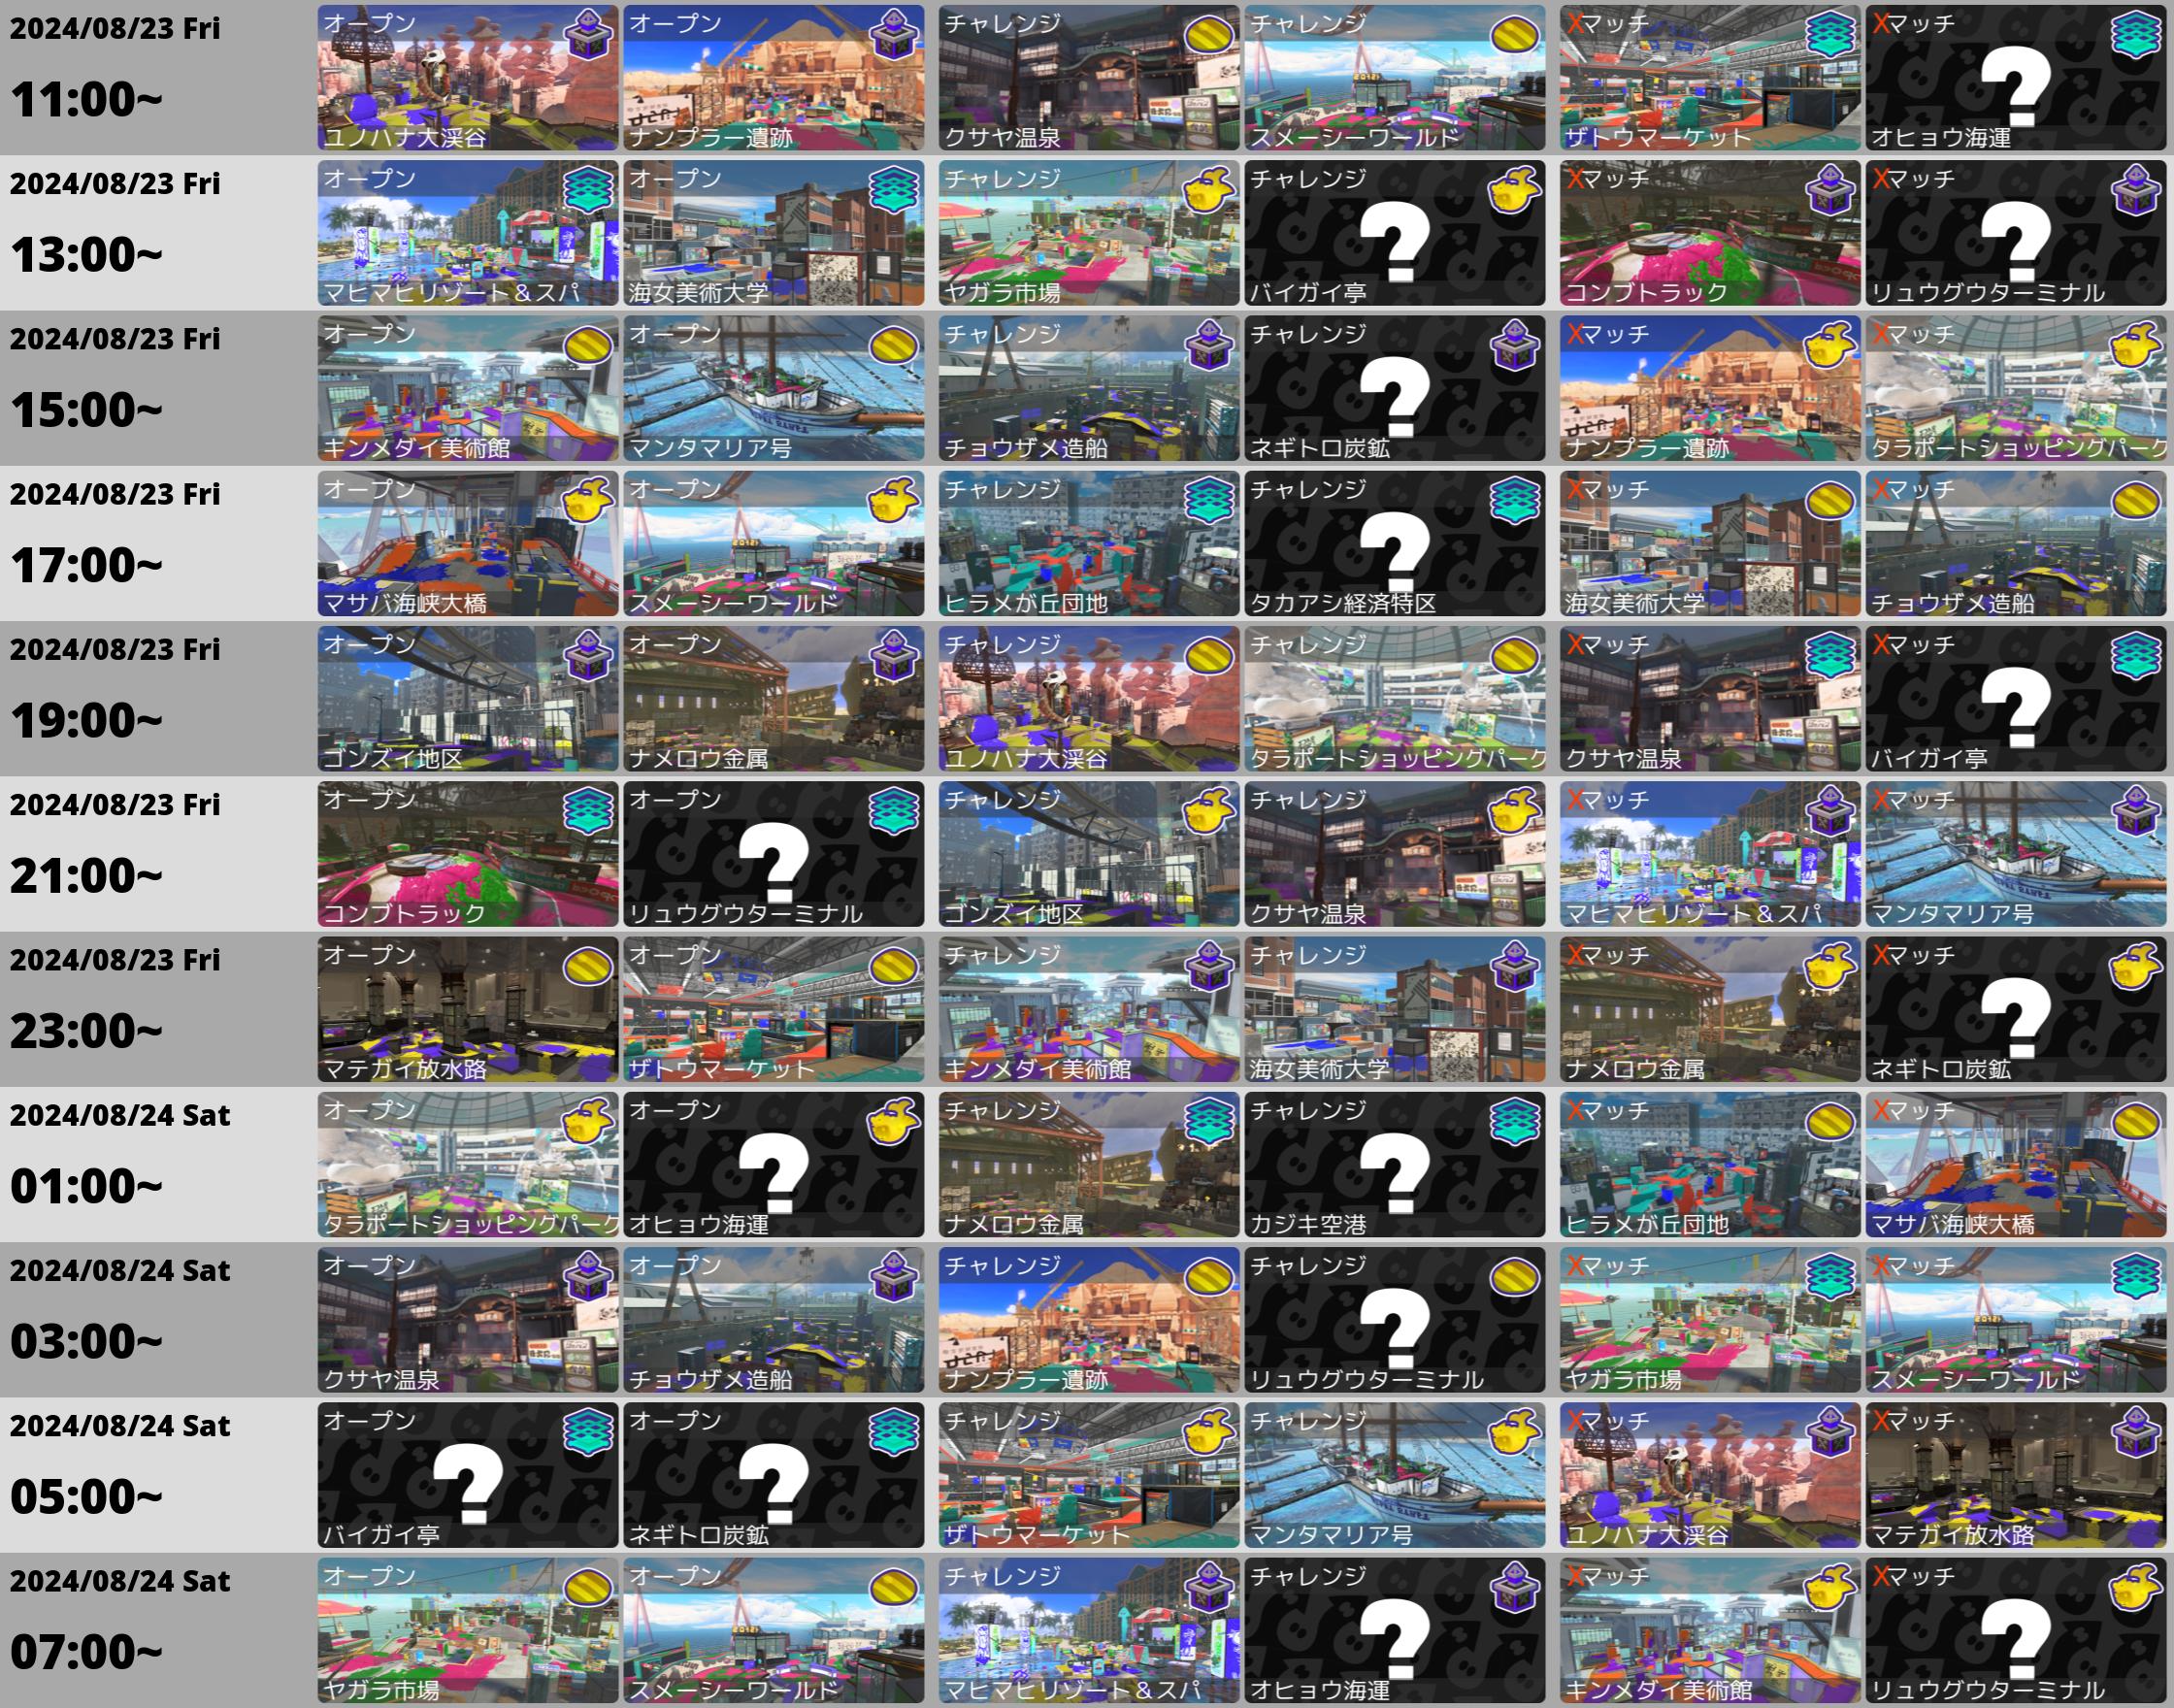 2024/08/23 Fri
11:00~
オープン
ユノハナ大渓谷
オープン
ナンプラー遺跡
チャレンジ
クサヤ温泉
チャレンジ
スメーシーワールド
Xマッチ
ザトウマーケット
Xマッチ
オヒョウ海運
2024/08/23 Fri
13:00~
オープン
マヒマヒリゾート＆スパ
オープン
海女美術大学
チャレンジ
ヤガラ市場
チャレンジ
バイガイ亭
Xマッチ
コンブトラック
Xマッチ
リュウグウターミナル
2024/08/23 Fri
15:00~
オープン
キンメダイ美術館
オープン
マンタマリア号
チャレンジ
チョウザメ造船
チャレンジ
ネギトロ炭鉱
Xマッチ
ナンプラー遺跡
Xマッチ
タラポートショッピングパーク
2024/08/23 Fri
17:00~
オープン
マサバ海峡大橋
オープン
スメーシーワールド
チャレンジ
ヒラメが丘団地
チャレンジ
タカアシ経済特区
Xマッチ
海女美術大学
Xマッチ
チョウザメ造船
2024/08/23 Fri
19:00~
オープン
ゴンズイ地区
オープン
ナメロウ金属
チャレンジ
ユノハナ大渓谷
チャレンジ
タラポートショッピングパーク
Xマッチ
クサヤ温泉
Xマッチ
バイガイ亭
2024/08/23 Fri
21:00~
オープン
コンブトラック
オープン
リュウグウターミナル
チャレンジ
ゴンズイ地区
チャレンジ
クサヤ温泉
Xマッチ
マヒマヒリゾート＆スパ
Xマッチ
マンタマリア号
2024/08/23 Fri
23:00~
オープン
マテガイ放水路
オープン
ザトウマーケット
チャレンジ
キンメダイ美術館
チャレンジ
海女美術大学
Xマッチ
ナメロウ金属
Xマッチ
ネギトロ炭鉱
2024/08/24 Sat
01:00~
オープン
タラポートショッピングパーク
オープン
オヒョウ海運
チャレンジ
ナメロウ金属
チャレンジ
カジキ空港
Xマッチ
ヒラメが丘団地
Xマッチ
マサバ海峡大橋
2024/08/24 Sat
03:00~
オープン
クサヤ温泉
オープン
チョウザメ造船
チャレンジ
ナンプラー遺跡
チャレンジ
リュウグウターミナル
Xマッチ
ヤガラ市場
Xマッチ
スメーシーワールド
2024/08/24 Sat
05:00~
オープン
バイガイ亭
オープン
ネギトロ炭鉱
チャレンジ
ザトウマーケット
チャレンジ
マンタマリア号
Xマッチ
ユノハナ大渓谷
Xマッチ
マテガイ放水路
2024/08/24 Sat
07:00~
オープン
ヤガラ市場
オープン
スメーシーワールド
チャレンジ
マヒマヒリゾート＆スパ
チャレンジ
オヒョウ海運
Xマッチ
キンメダイ美術館
Xマッチ
リュウグウターミナル